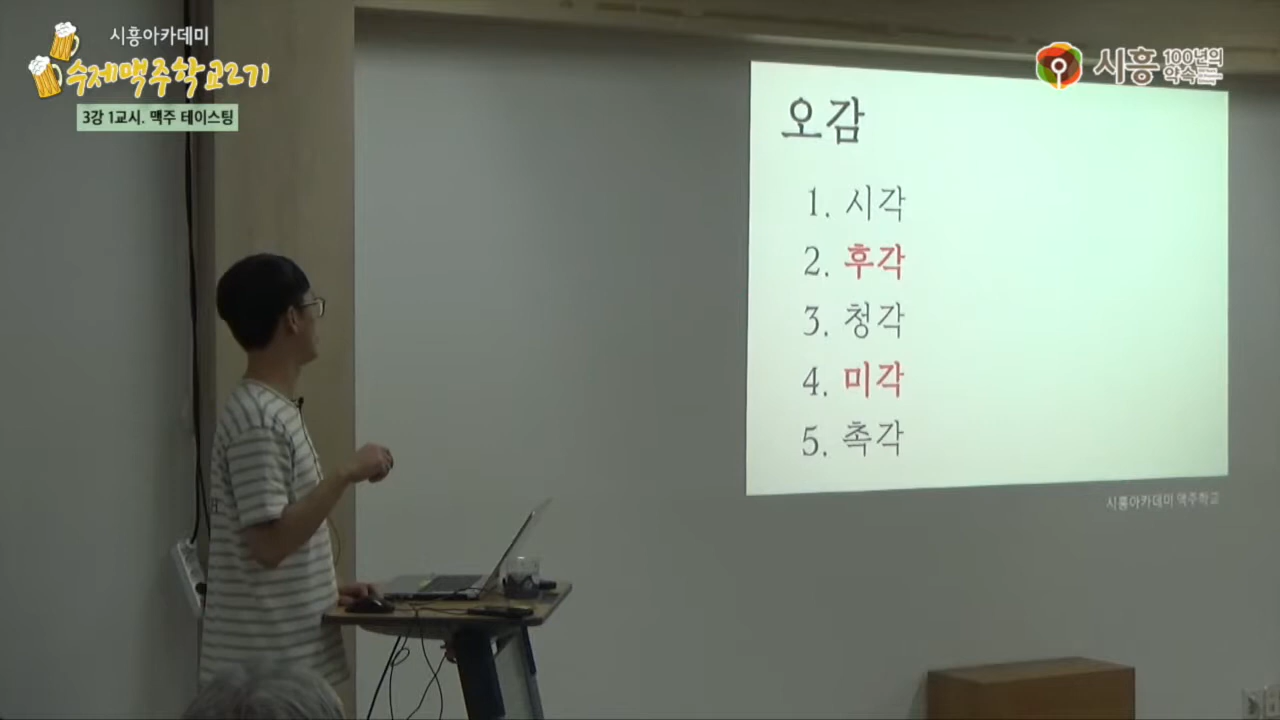 시흥아카데미
수제맥주학교2기
3강 1교시. 맥주 테이스팅
시흥 100년의 약속
오감
1. 시각
2. 후각
3. 청각
4. 미각
5. 촉각
시흥아카데미 맥주학교